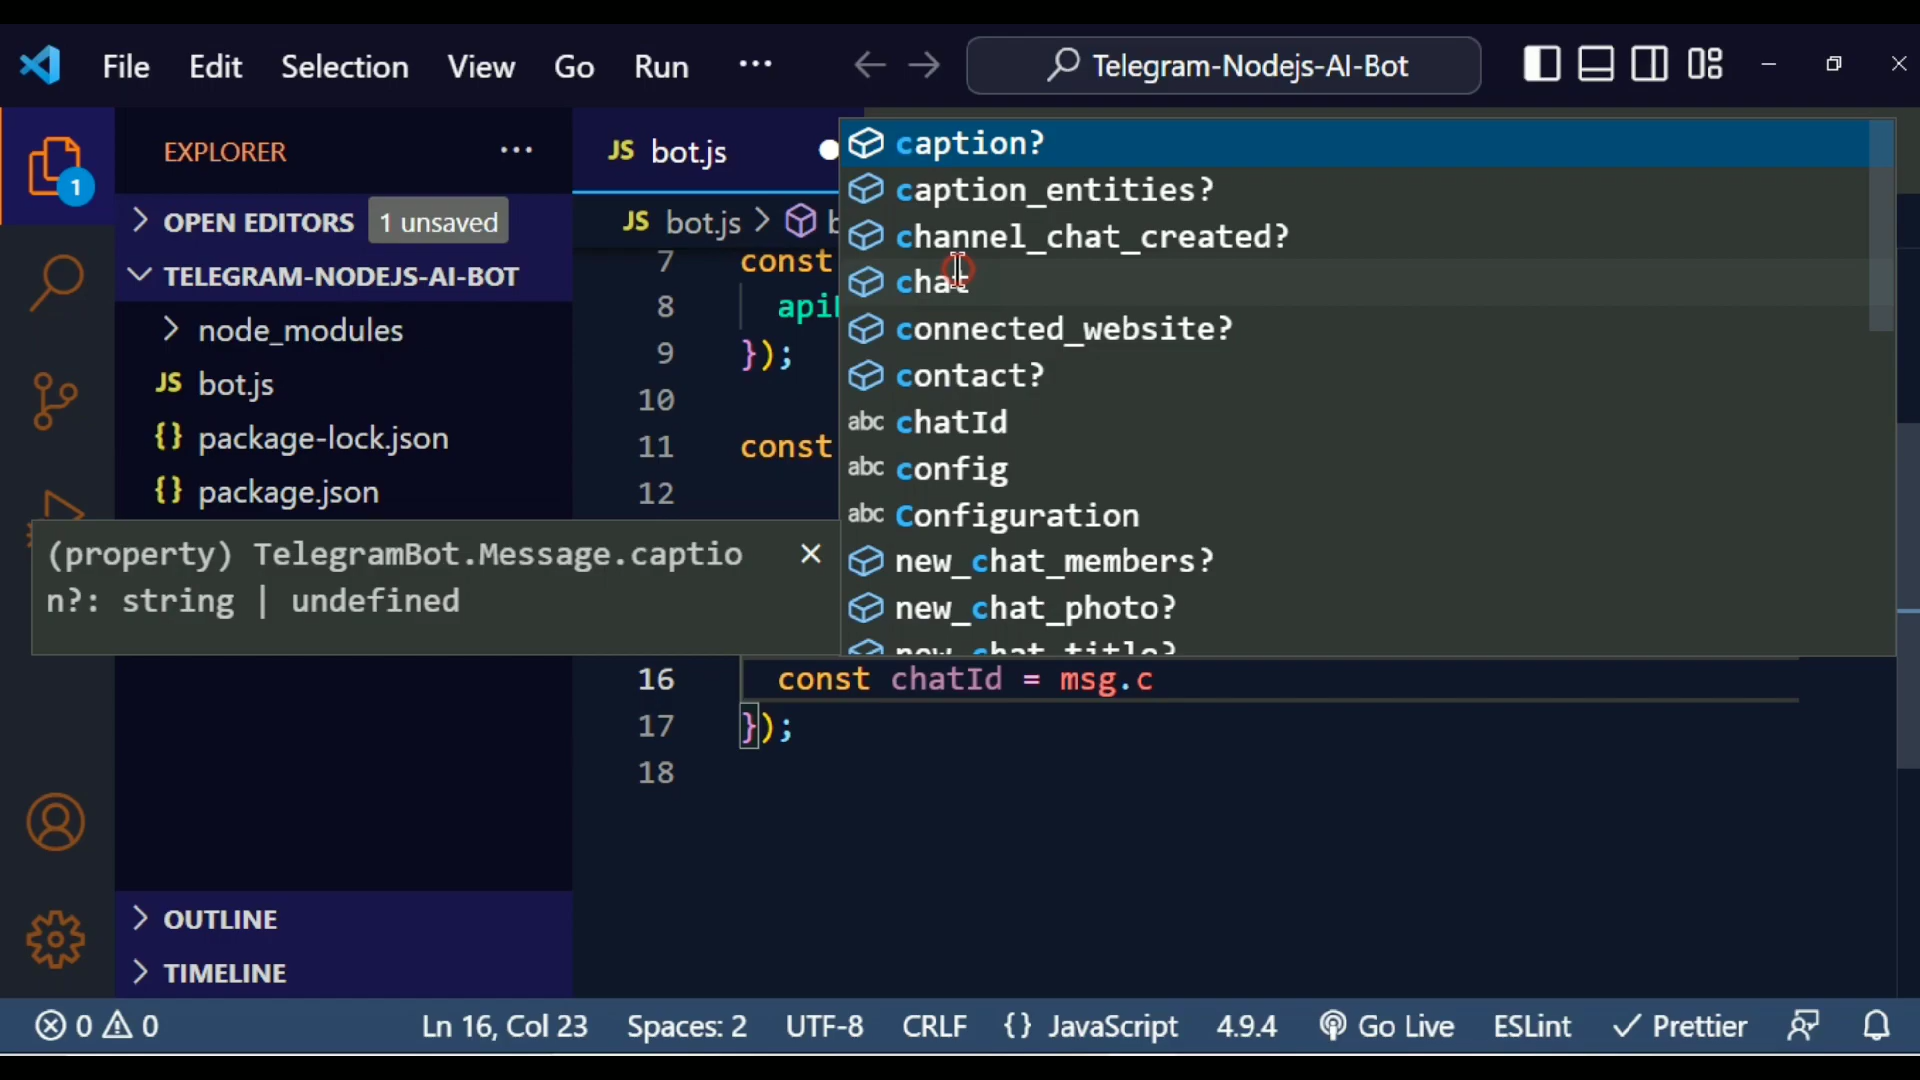 File Edit Selection View Go Run ··· Telegram-Nodejs-AI-Bot
EXPLORER ···
1
OPEN EDITORS 1 unsaved
TELEGRAM-NODEJS-AI-BOT
node_modules
JS bot.js
{} package-lock.json
{} package.json
OUTLINE
TIMELINE
JS bot.js
JS bot.js >
7 const
8 api
9 });
10
11 const
12
16 const chatId = msg.c
17 });
18
caption?
caption_entities?
channel_chat_created?
chat
connected_website?
contact?
abc chatId
abc config
abc Configuration
new_chat_members?
new_chat_photo?
new_chat_title?
(property) TelegramBot.Message.captio
n?: string | undefined
0 0 Ln 16, Col 23 Spaces: 2 UTF-8 CRLF {} JavaScript 4.9.4 Go Live ESLint Prettier